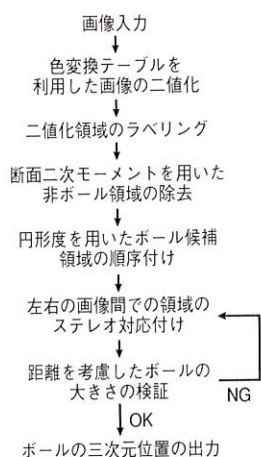 画像入力
色変換テーブルを
利用した画像の二値化
二値化領域のラベリング
断面二次モーメントを用いた
非ボール領域の除去
円形度を用いたボール候補
領域の順序付け
左右の画像間での領域の
ステレオ対応付け
距離を考慮したボールの
大きさの検証
NG
OK
ボールの三次元位置の出力